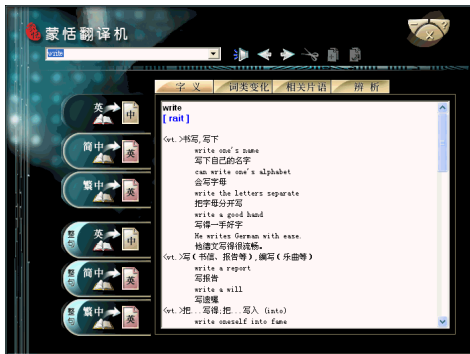 蒙恬翻译机
write
字 义 词类变化 相关片语 辨 析
英 中
简中 英
繁中 英
整句 英 中
整句 简中 英
整句 繁中 英
write
[ rait ]
<vt.>书写,写下
write one's name
写下自己的名字
can write one's alphabet
会写字母
write the letters separate
把字母分开写
write a good hand
写得一手好字
He writes German with ease.
他德文写得很流畅。
<vt.>写(书信、报告等),编写(乐曲等)
write a report
写报告
write a will
写遗嘱
<vt.>把...写得;把...写入 (into)
write oneself into fame